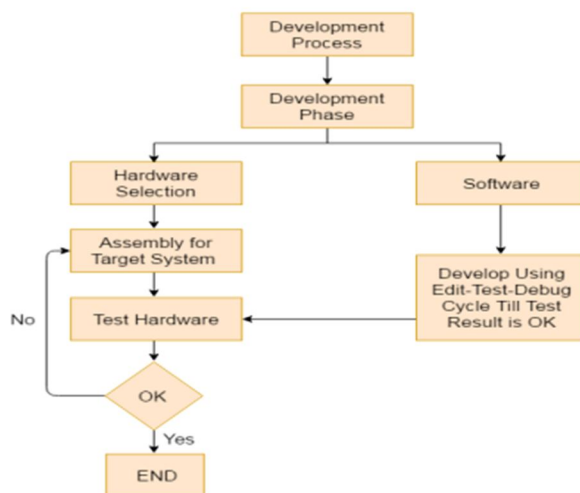 Development
Process
Development
Phase
Hardware
Selection
Software
Assembly for
Target System
Develop Using
Edit-Test-Debug
Cycle Till Test
Result is OK
No
Test Hardware
OK
Yes
END